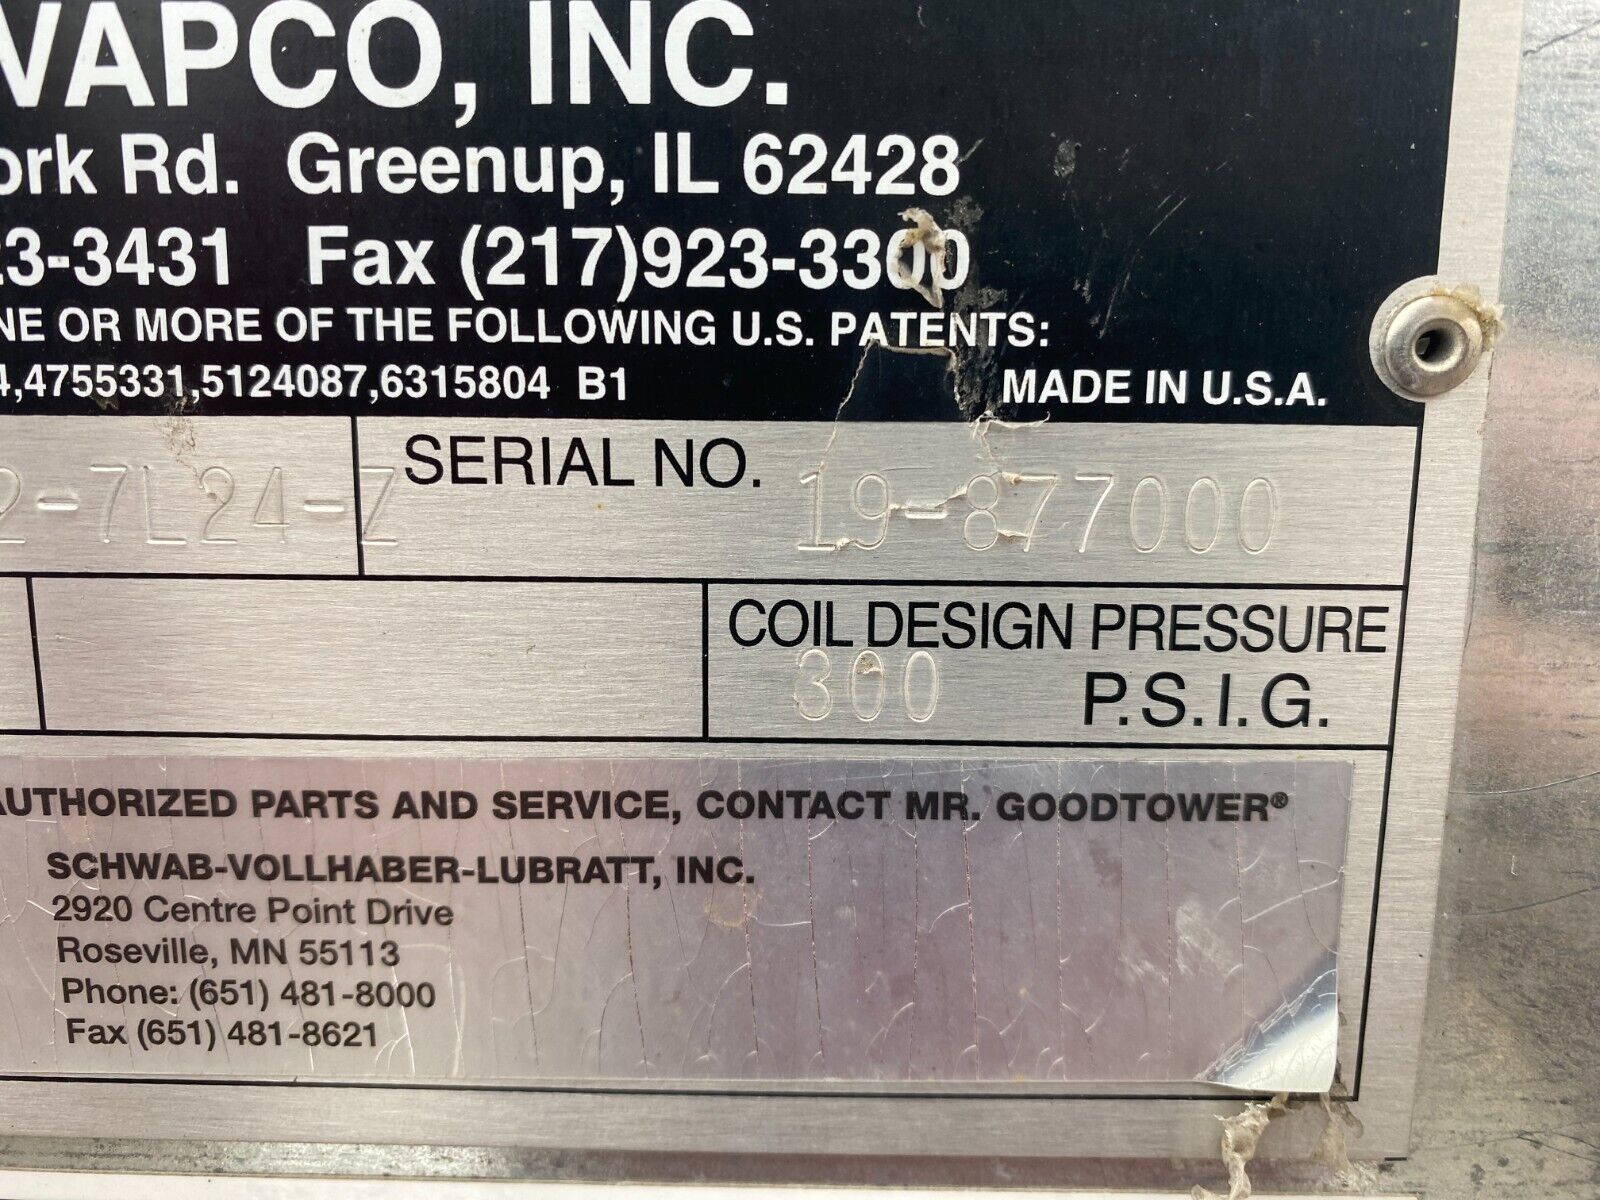 VAPCO, INC.
ork Rd. Greenup, IL 62428
23-3431 Fax (217)923-3300
NE OR MORE OF THE FOLLOWING U.S. PATENTS:
4,4755331,5124087,6315804 B1 MADE IN U.S.A.
2-7L24-Z SERIAL NO. 19-877000
COIL DESIGN PRESSURE
300 P.S.I.G.
AUTHORIZED PARTS AND SERVICE, CONTACT MR. GOODTOWER®
SCHWAB-VOLLHABER-LUBRATT, INC.
2920 Centre Point Drive
Roseville, MN 55113
Phone: (651) 481-8000
Fax (651) 481-8621